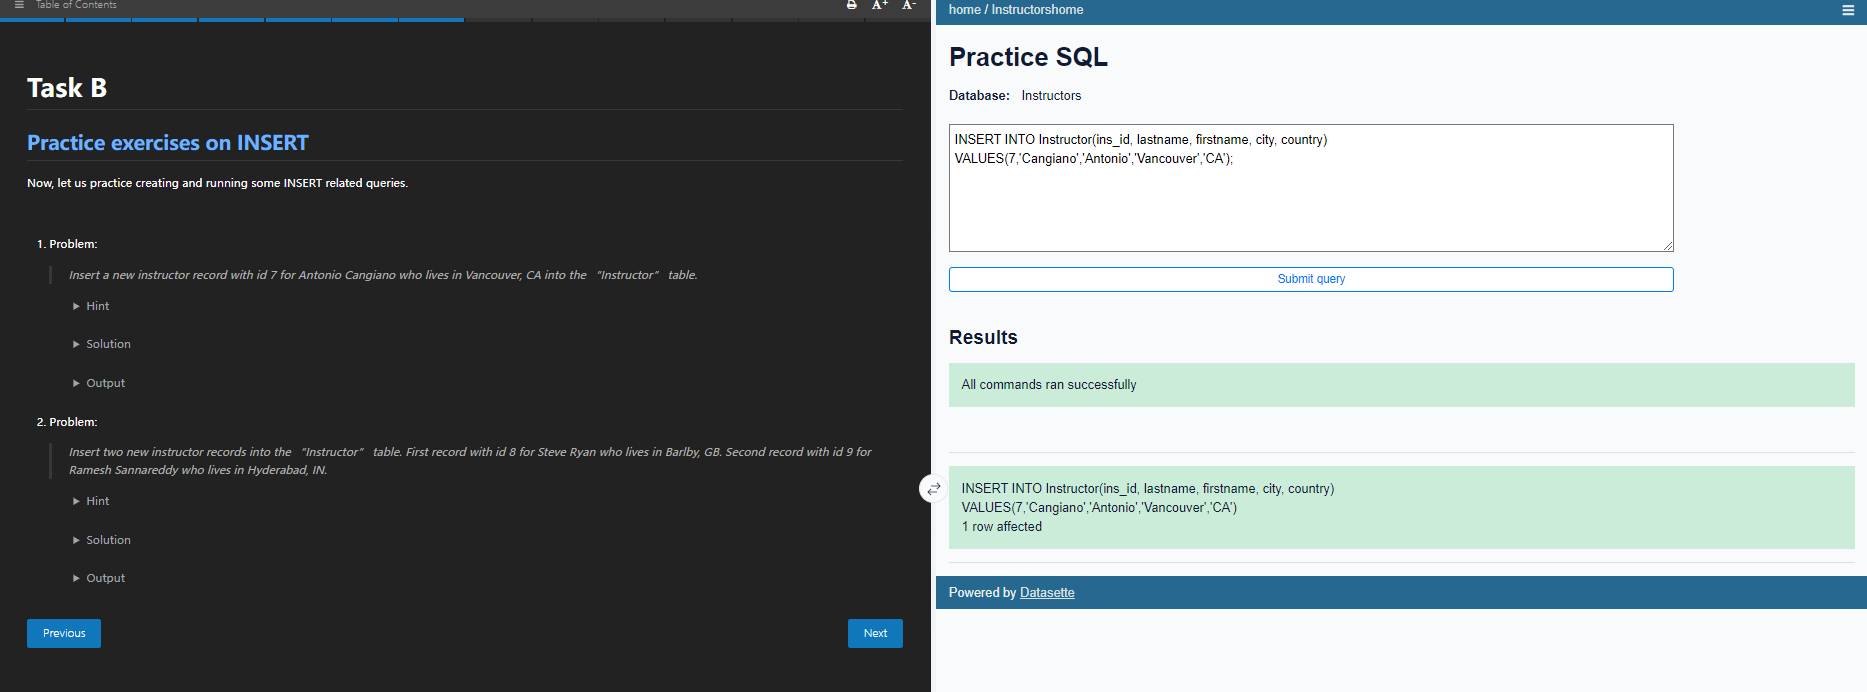 Table of Contents
A+ A-
Task B
Practice exercises on INSERT
Now, let us practice creating and running some INSERT related queries.
1. Problem:
Insert a new instructor record with id 7 for Antonio Cangiano who lives in Vancouver, CA into the “Instructor” table.
Hint
Solution
Output
2. Problem:
Insert two new instructor records into the “Instructor” table. First record with id 8 for Steve Ryan who lives in Barlby, GB. Second record with id 9 for
Ramesh Sannareddy who lives in Hyderabad, IN.
Hint
Solution
Output
Previous
Next
home / Instructorshome
Practice SQL
Database: Instructors
INSERT INTO Instructor(ins_id, lastname, firstname, city, country)
VALUES(7,'Cangiano','Antonio','Vancouver','CA');
Submit query
Results
All commands ran successfully
INSERT INTO Instructor(ins_id, lastname, firstname, city, country)
VALUES(7,'Cangiano','Antonio','Vancouver','CA')
1 row affected
Powered by Datasette